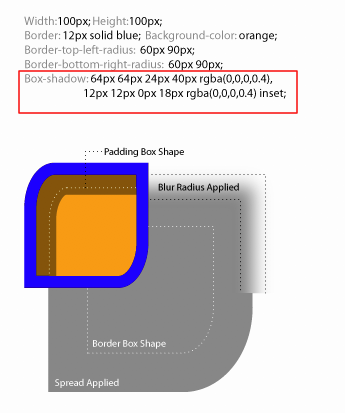 Width:100px; Height:100px;
Border: 12px solid blue; Background-color: orange;
Border-top-left-radius: 60px 90px;
Border-bottom-right-radius: 60px 90px;
Box-shadow: 64px 64px 24px 40px rgba(0,0,0,0.4),
12px 12px 0px 18px rgba(0,0,0,0.4) inset;
Padding Box Shape
Blur Radius Applied
Border Box Shape
Spread Applied